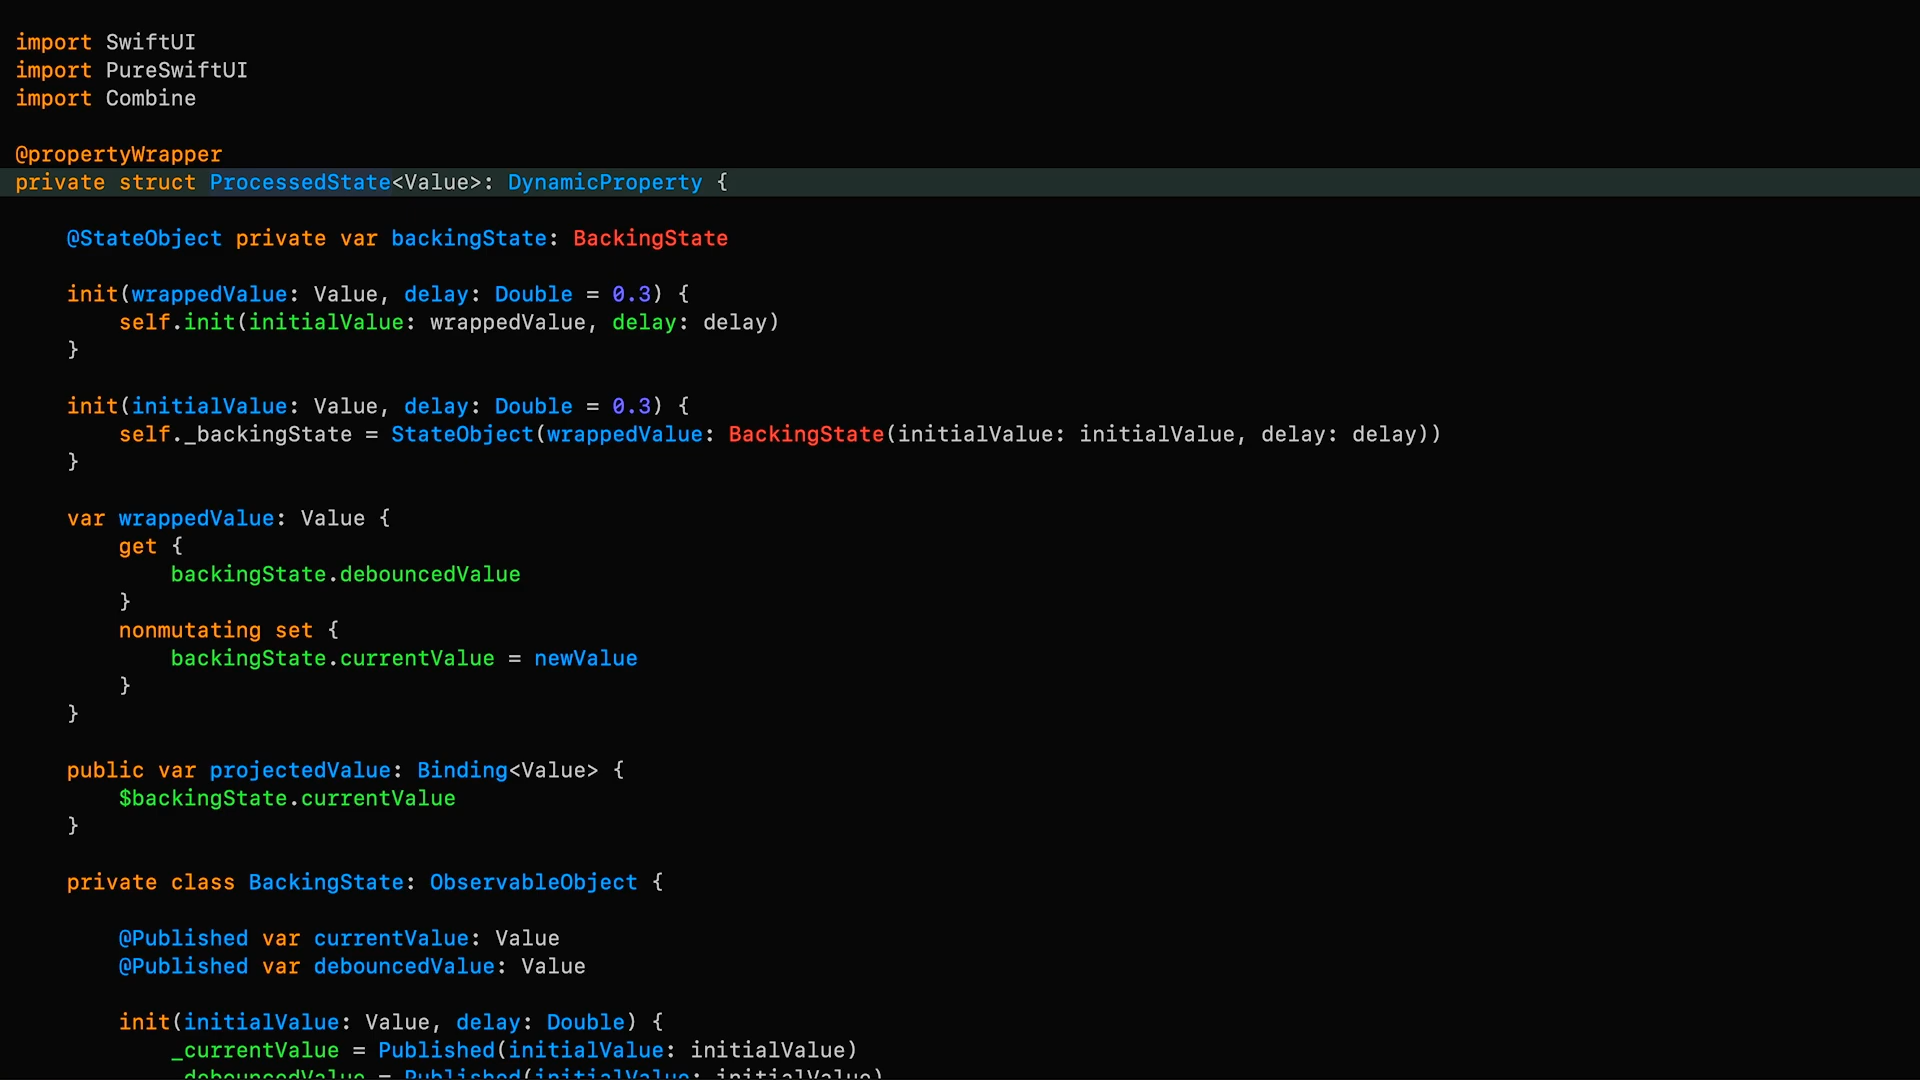 import SwiftUI
import PureSwiftUI
import Combine
@propertyWrapper
private struct ProcessedState<Value>: DynamicProperty {
@StateObject private var backingState: BackingState
init(wrappedValue: Value, delay: Double = 0.3) {
self.init(initialValue: wrappedValue, delay: delay)
}
init(initialValue: Value, delay: Double = 0.3) {
self._backingState = StateObject(wrappedValue: BackingState(initialValue: initialValue, delay: delay))
}
var wrappedValue: Value {
get {
backingState.debouncedValue
}
nonmutating set {
backingState.currentValue = newValue
}
}
public var projectedValue: Binding<Value> {
$backingState.currentValue
}
private class BackingState: ObservableObject {
@Published var currentValue: Value
@Published var debouncedValue: Value
init(initialValue: Value, delay: Double) {
_currentValue = Published(initialValue: initialValue)
_debouncedValue = Published(initialValue: initialValue)